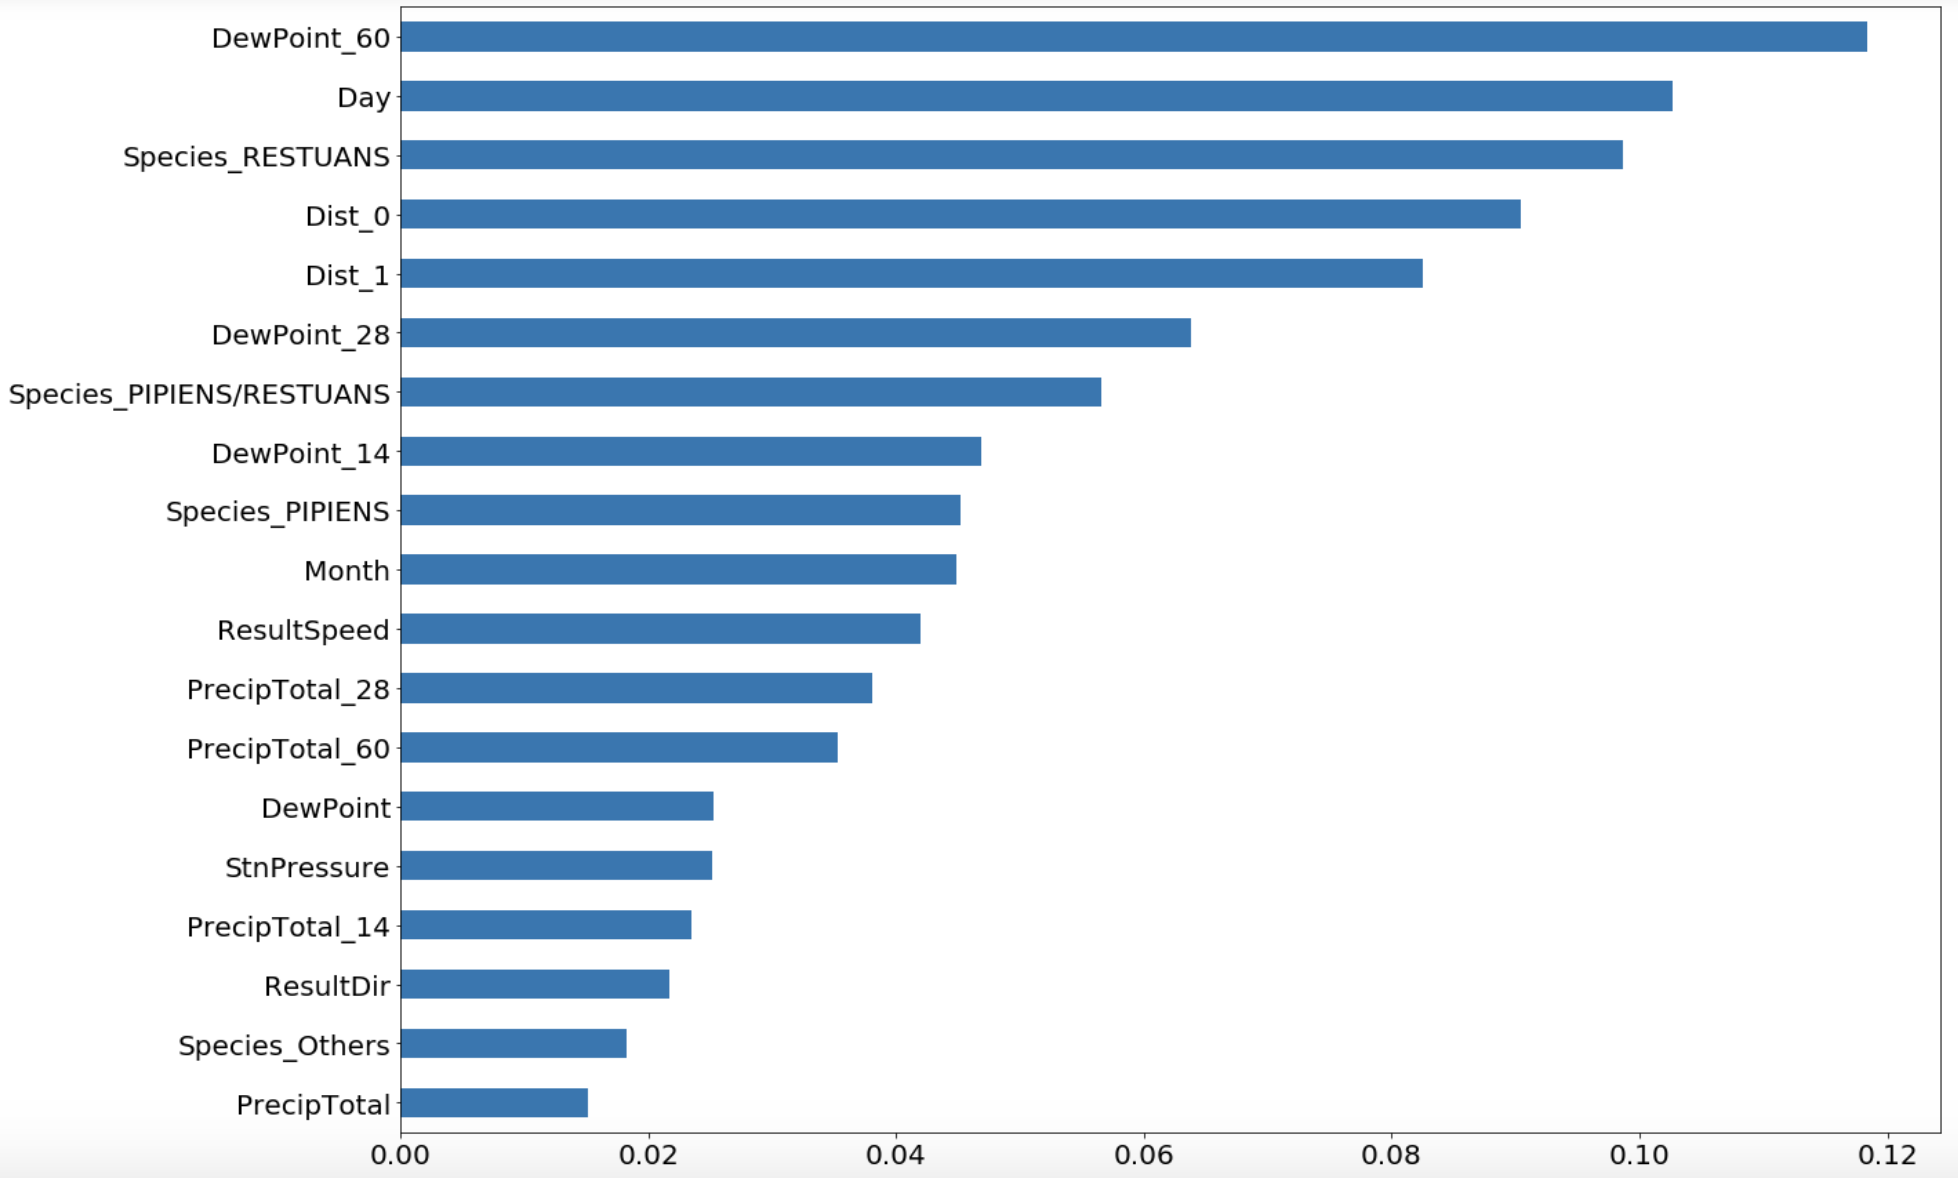 DewPoint_60
Day
Species_RESTUANS
Dist_0
Dist_1
DewPoint_28
Species_PIPIENS/RESTUANS
DewPoint_14
Species_PIPIENS
Month
ResultSpeed
PrecipTotal_28
PrecipTotal_60
DewPoint
StnPressure
PrecipTotal_14
ResultDir
Species_Others
PrecipTotal
0.00 0.02 0.04 0.06 0.08 0.10 0.12